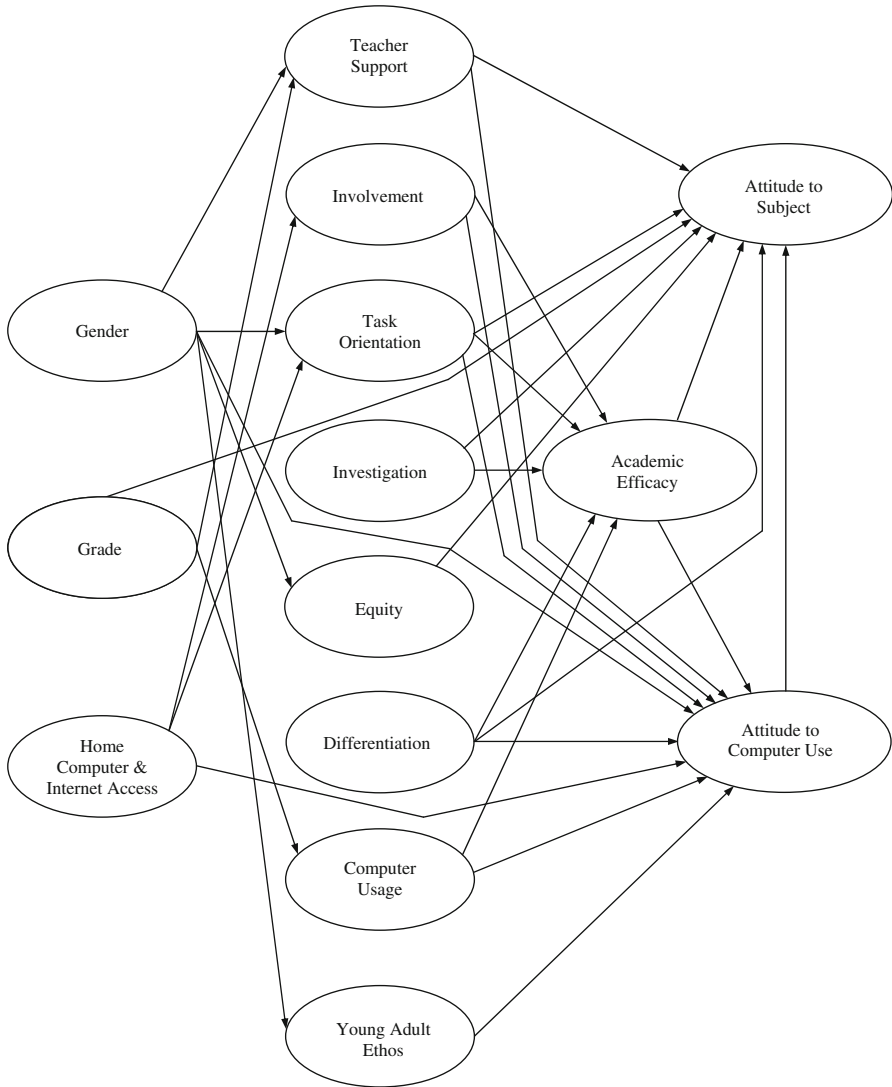 Teacher
Support
Involvement
Attitude to
Subject
Gender
Task
Orientation
Investigation
Academic
Efficacy
Grade
Equity
Differentiation
Attitude to
Computer Use
Home
Computer &
Internet Access
Computer
Usage
Young Adult
Ethos